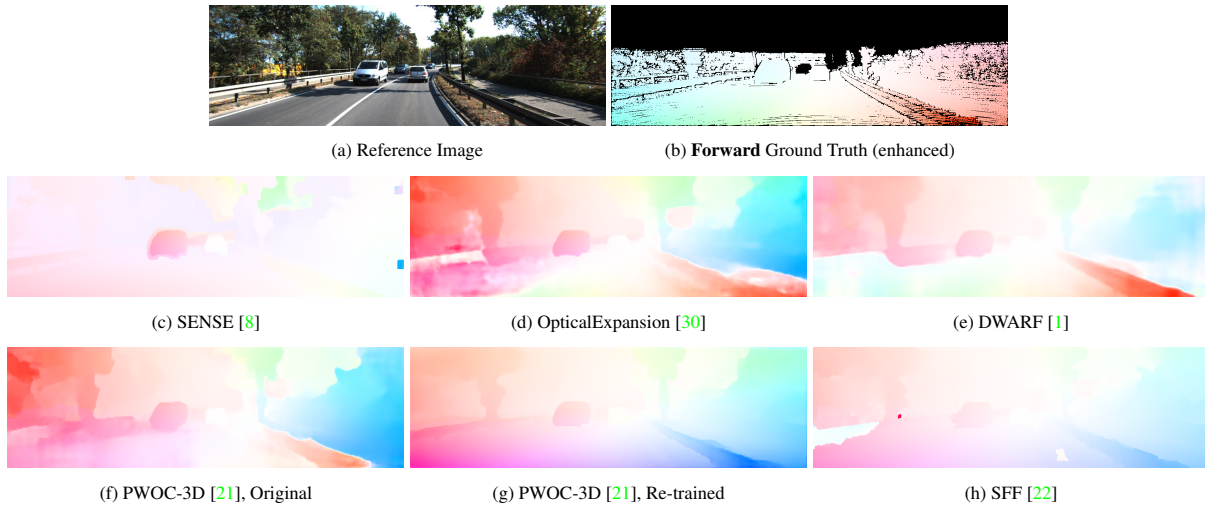 (a) Reference Image
(b) Forward Ground Truth (enhanced)
(c) SENSE [8]
(d) OpticalExpansion [30]
(e) DWARF [1]
(f) PWOC-3D [21], Original
(g) PWOC-3D [21], Re-trained
(h) SFF [22]